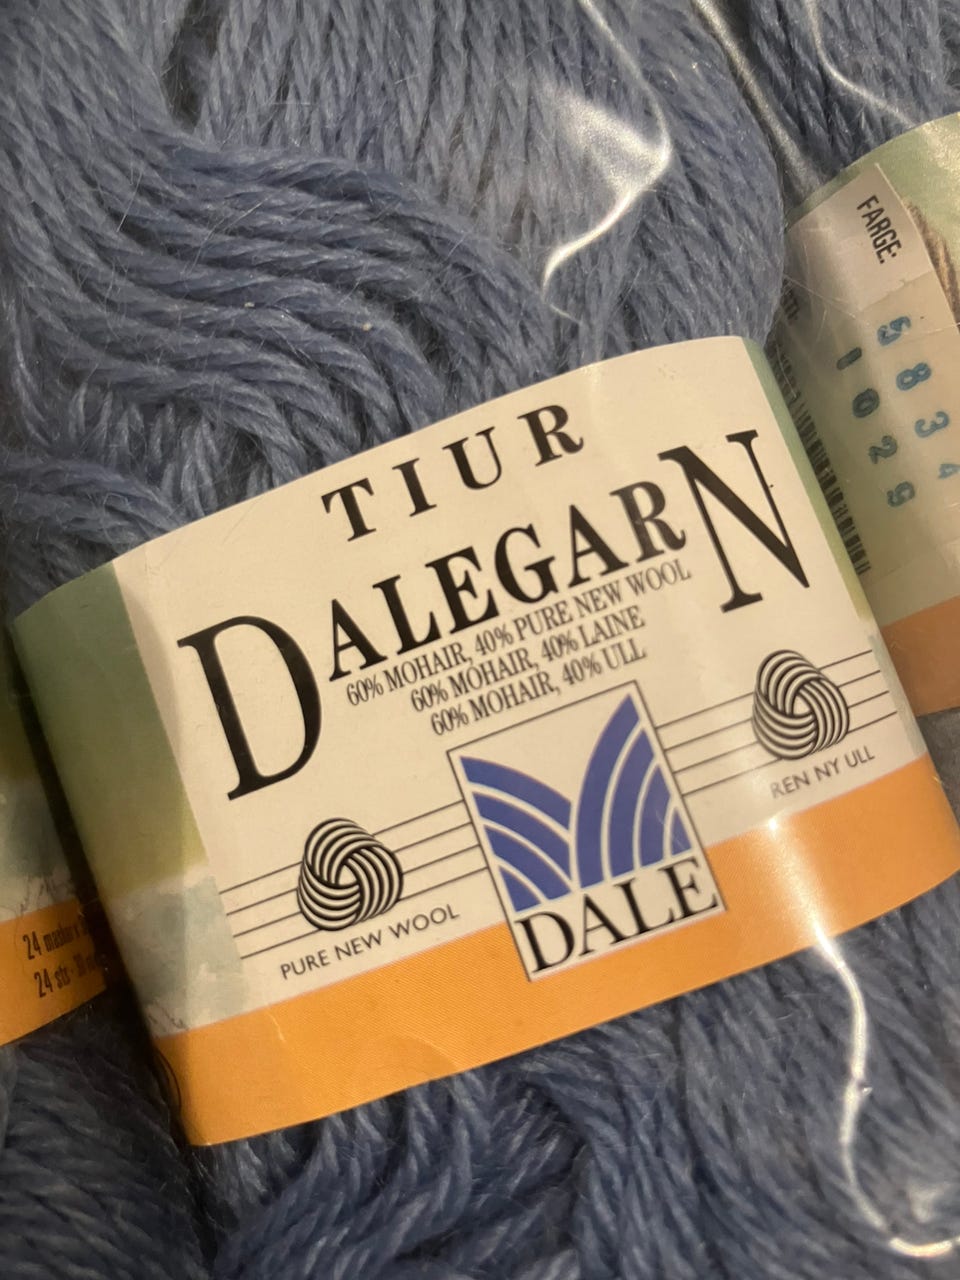 TIUR
DALEGARN
60% MOHAIR, 40% PURE NEW WOOL
60% MOHAIR, 40% LAINE
60% MOHAIR, 40% ULL
DALE
PURE NEW WOOL
REN NY ULL
FARGE:
5834
1029
24
24 sts